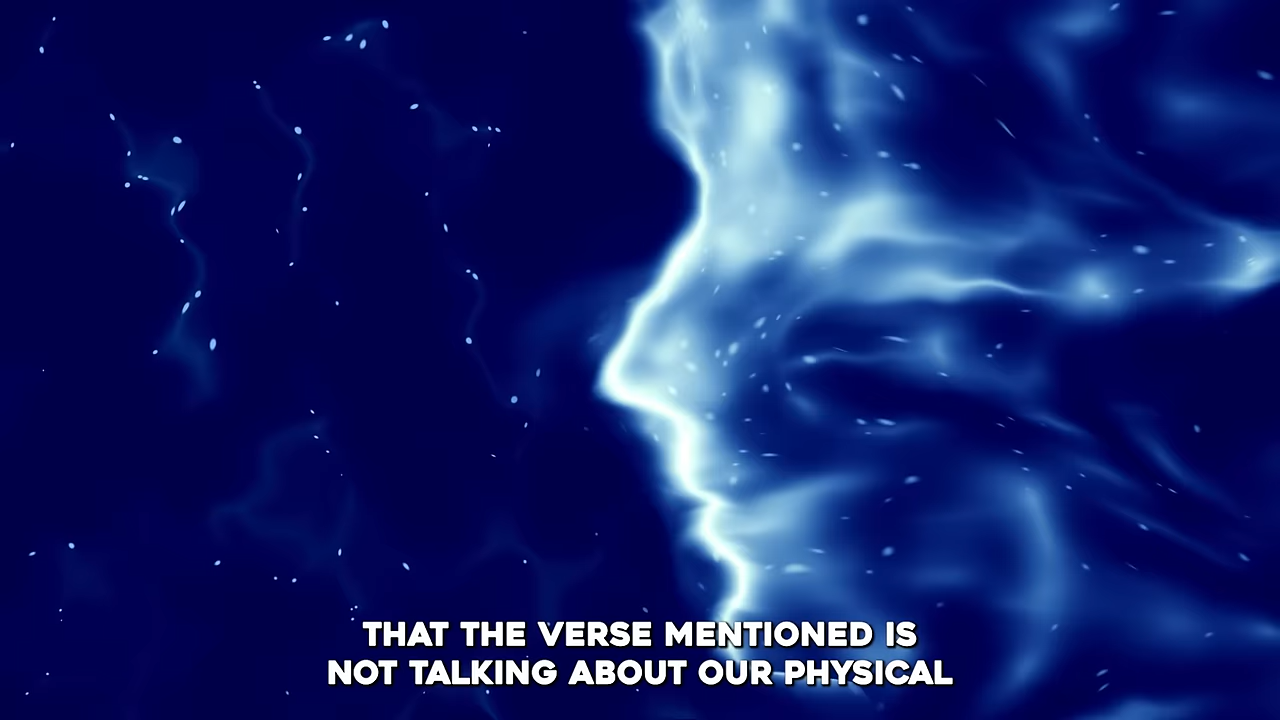 THAT THE VERSE MENTIONED IS
NOT TALKING ABOUT OUR PHYSICAL